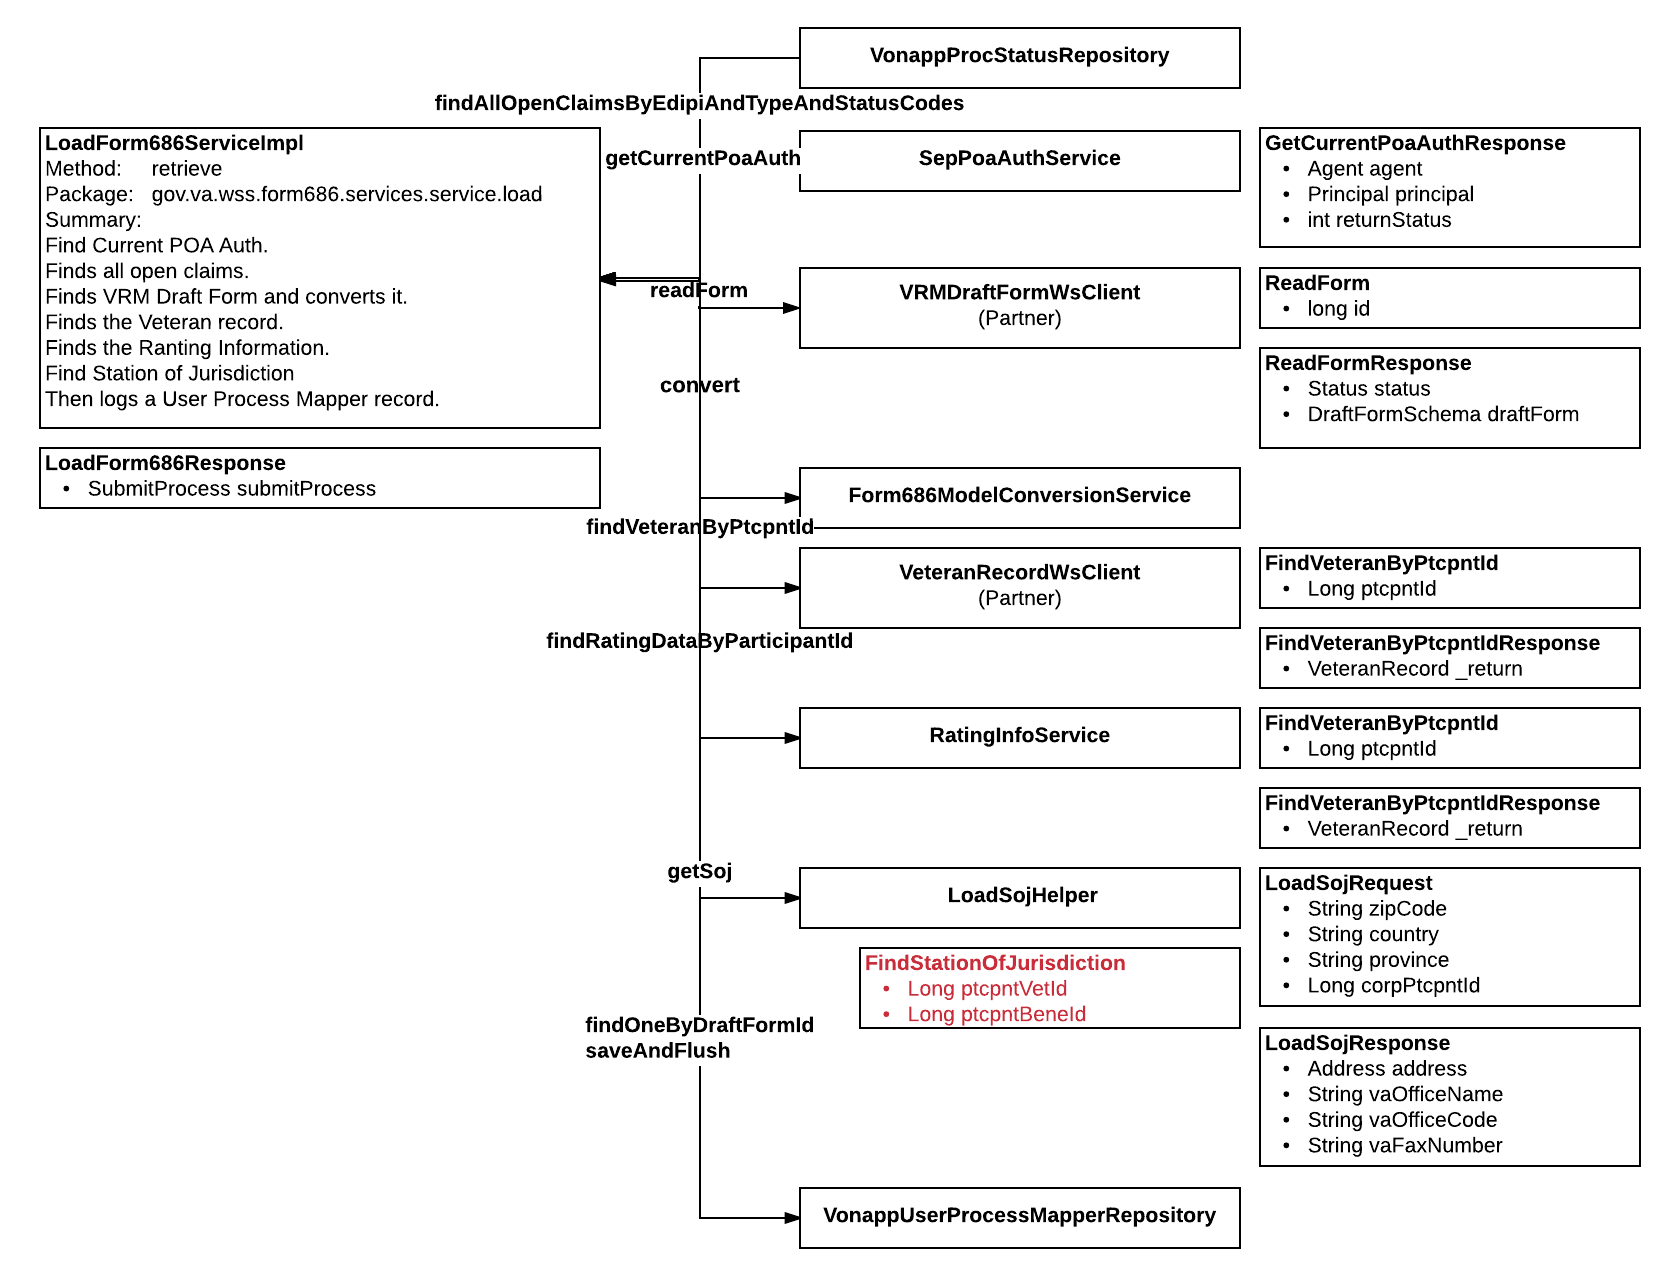 VonappProcStatusRepository
findAllOpenClaimsByEdipiAndTypeAndStatusCodes
LoadForm686ServiceImpl
Method: retrieve
Package: gov.va.wss.form686.services.service.load
Summary:
Find Current POA Auth.
Finds all open claims.
Finds VRM Draft Form and converts it.
Finds the Veteran record.
Finds the Ranting Information.
Find Station of Jurisdiction
Then logs a User Process Mapper record.
getCurrentPoaAuth
SepPoaAuthService
GetCurrentPoaAuthResponse
• Agent agent
• Principal principal
• int returnStatus
readForm
VRMDraftFormWsClient
(Partner)
ReadForm
• long id
ReadFormResponse
• Status status
• DraftFormSchema draftForm
convert
LoadForm686Response
• SubmitProcess submitProcess
Form686ModelConversionService
findVeteranByPtcpntId
VeteranRecordWsClient
(Partner)
FindVeteranByPtcpntId
• Long ptcpntId
findRatingDataByParticipantId
FindVeteranByPtcpntIdResponse
• VeteranRecord _return
RatingInfoService
FindVeteranByPtcpntId
• Long ptcpntId
FindVeteranByPtcpntIdResponse
• VeteranRecord _return
getSoj
LoadSojHelper
LoadSojRequest
• String zipCode
• String country
• String province
• Long corpPtcpntId
FindStationOfJurisdiction
• Long ptcpntVetId
• Long ptcpntBeneId
findOneByDraftFormId
saveAndFlush
LoadSojResponse
• Address address
• String vaOfficeName
• String vaOfficeCode
• String vaFaxNumber
VonappUserProcessMapperRepository